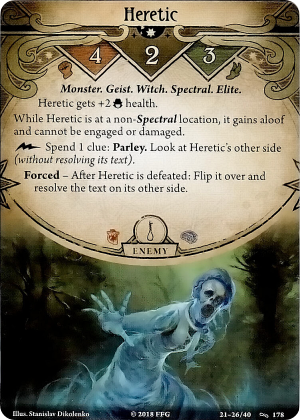 Heretic
4 2 3
Monster. Geist. Witch. Spectral. Elite.
Heretic gets +2 health.
While Heretic is at a non-Spectral location, it gains aloof
and cannot be engaged or damaged.
Spend 1 clue: Parley. Look at Heretic's other side
(without resolving its text).
Forced – After Heretic is defeated: Flip it over and
resolve the text on its other side.
ENEMY
Illus. Stanislav Dikolenko © 2018 FFG 21-26/40 178